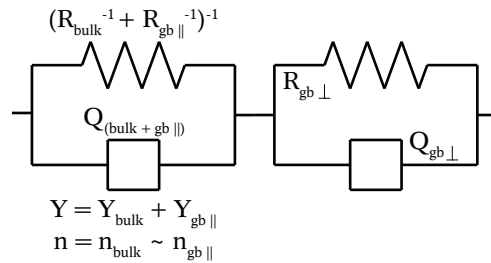 (R_bulk^-1 + R_gb∥^-1)^-1
R_gb⊥
Q_(bulk + gb∥)
Q_gb⊥
Y = Y_bulk + Y_gb∥
n = n_bulk ~ n_gb∥